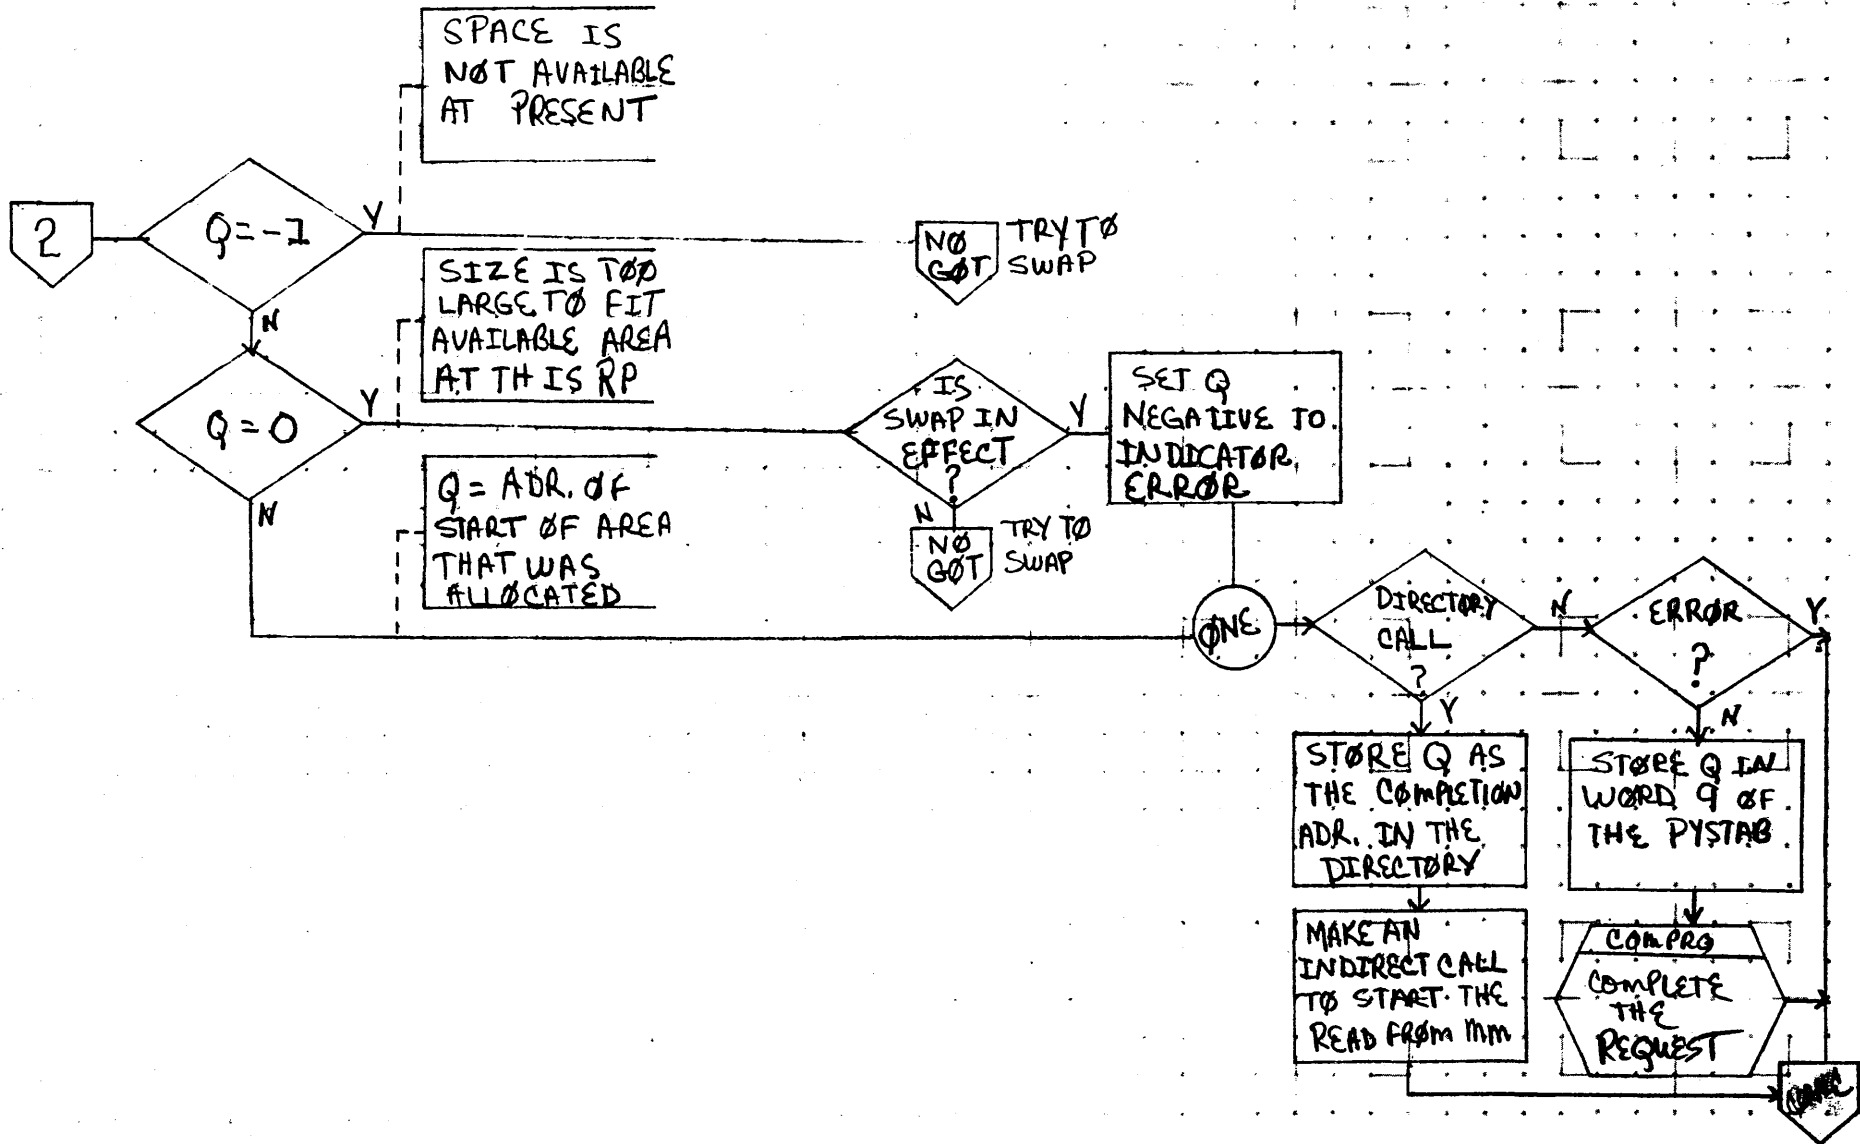 SPACE IS
NØT AVAILABLE
AT PRESENT
2
Q = -1
Y
NØ
GØT
TRY TØ
SWAP
N
SIZE IS TØØ
LARGE TØ FIT
AVAILABLE AREA
AT THIS RP
Q = 0
Y
IS
SWAP IN
EFFECT
?
Y
SET Q
NEGATIVE TO
INDICATØR
ERRØR
N
NØ
GØT
TRY TØ
SWAP
N
Q = ADR. ØF
START ØF AREA
THAT WAS
ALLØCATED
ØNE
DIRECTØRY
CALL
?
N
ERRØR
?
Y
Y
N
STØRE Q AS
THE CØMPLETIØN
ADR. IN THE
DIRECTØRY
STØRE Q IN
WØRD 9 ØF
THE PYSTAB
MAKE AN
INDIRECT CALL
TØ START THE
READ FRØM MM
CØMPRQ
CØMPLETE
THE
REQUEST